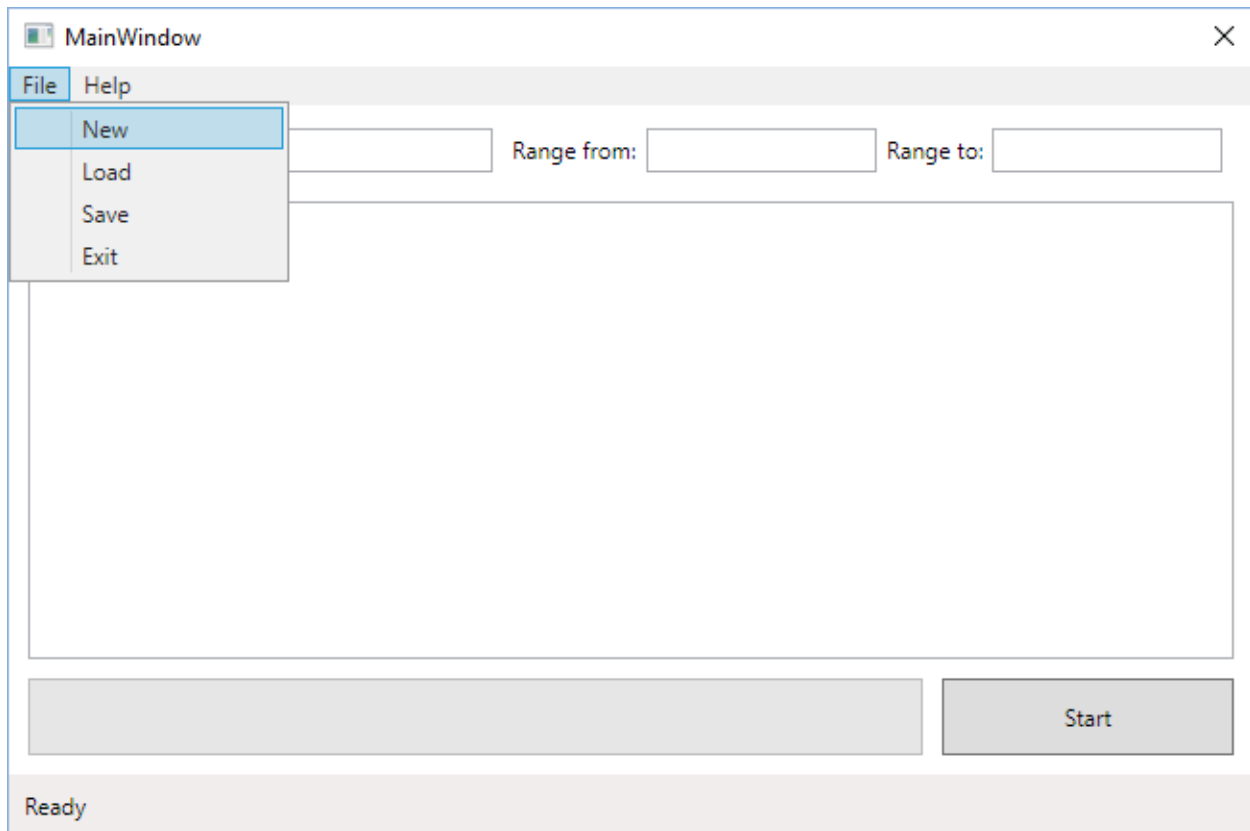 MainWindow
File Help
New
Range from: Range to:
Load
Save
Exit
Start
Ready